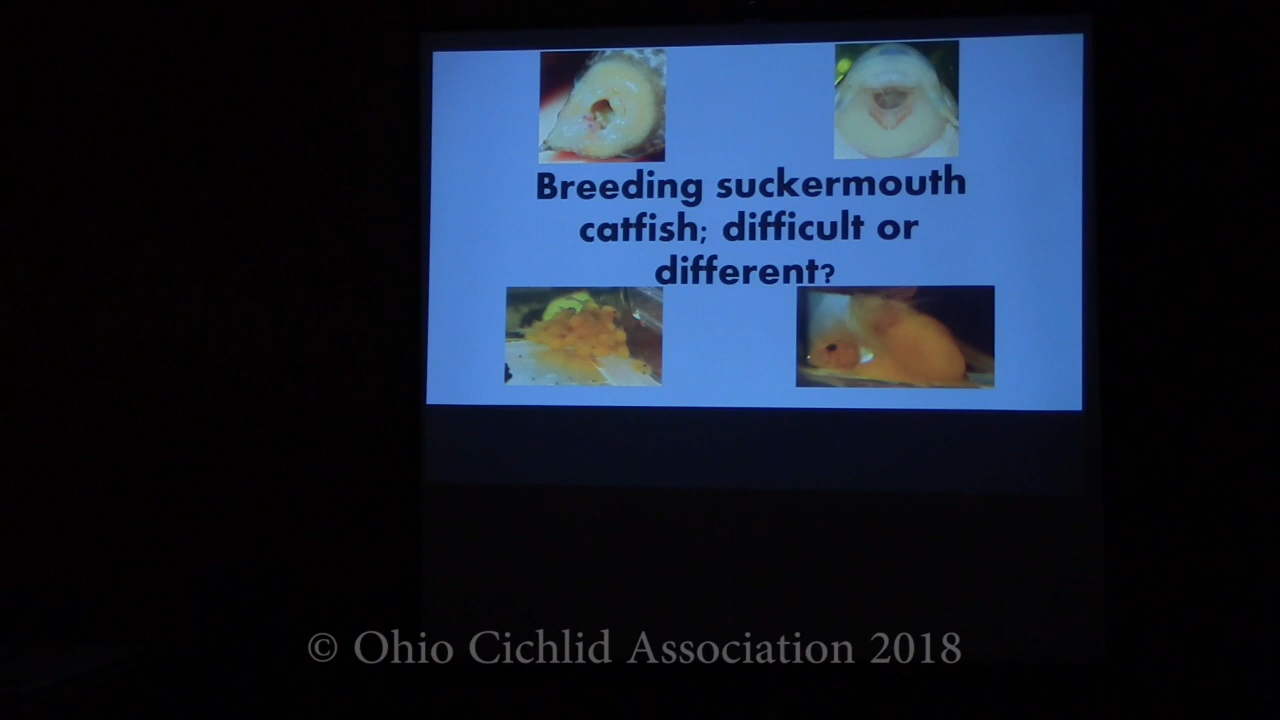 Breeding suckermouth
catfish; difficult or
different?
© Ohio Cichlid Association 2018